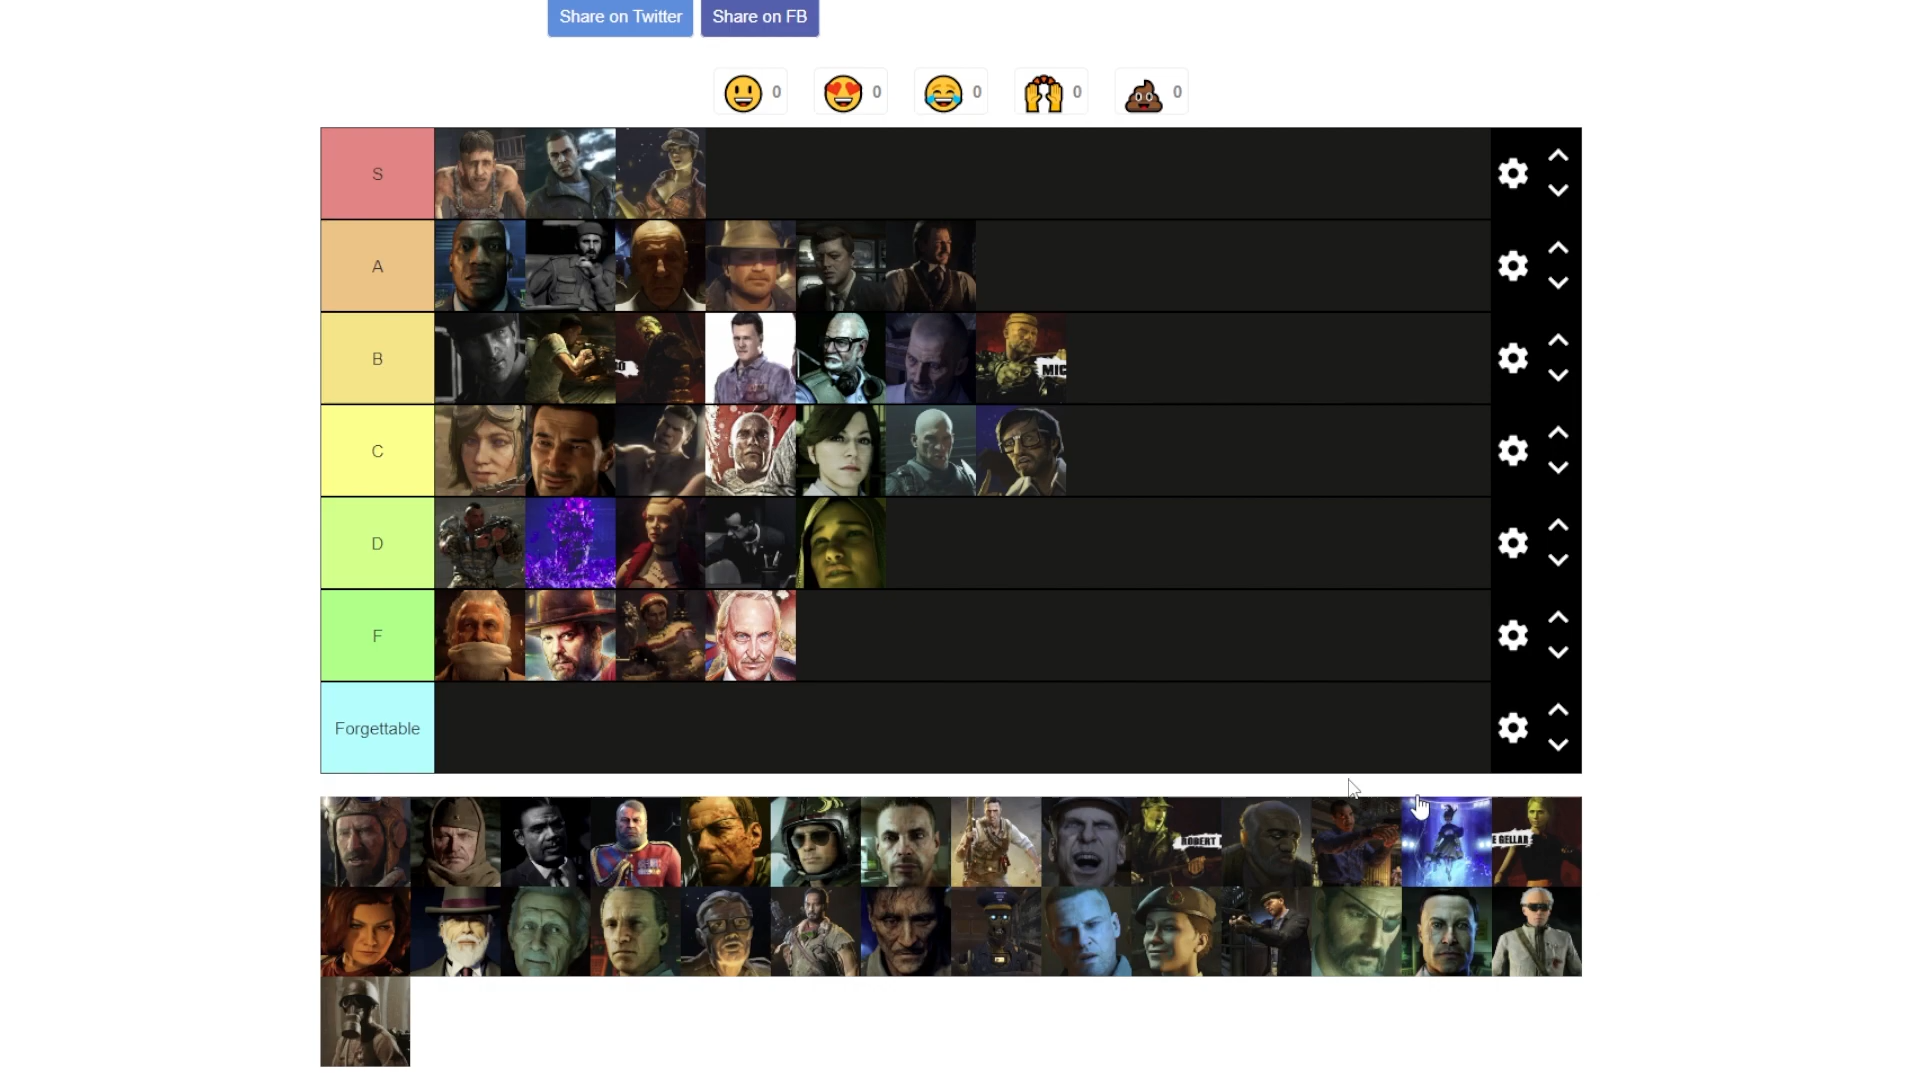 Share on Twitter
Share on FB
0
0
0
0
0
S
A
B
MIC
C
D
F
Forgettable
ROBERT
E GELLAR